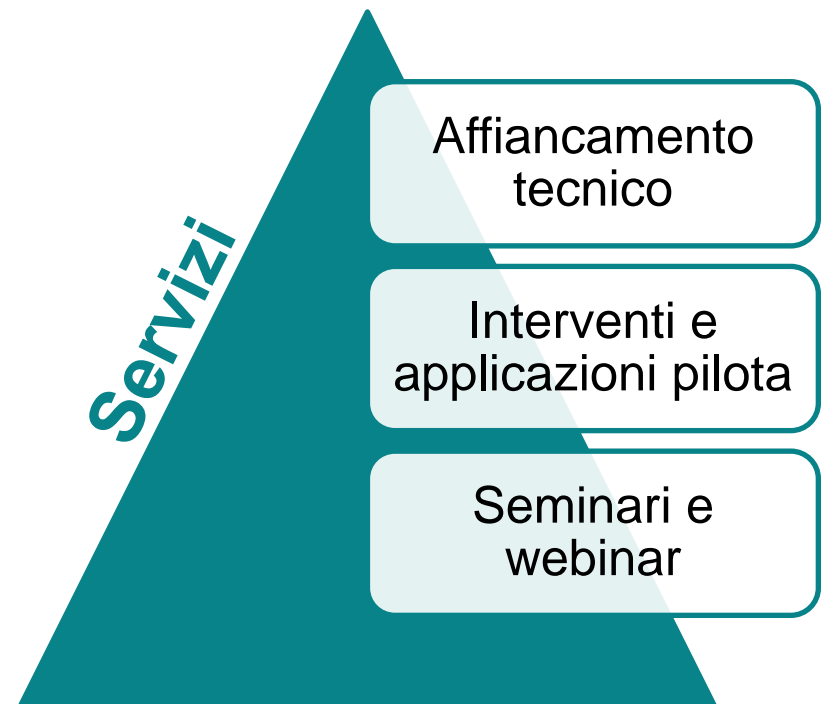 Servizi
Affiancamento
tecnico
Interventi e
applicazioni pilota
Seminari e
webinar